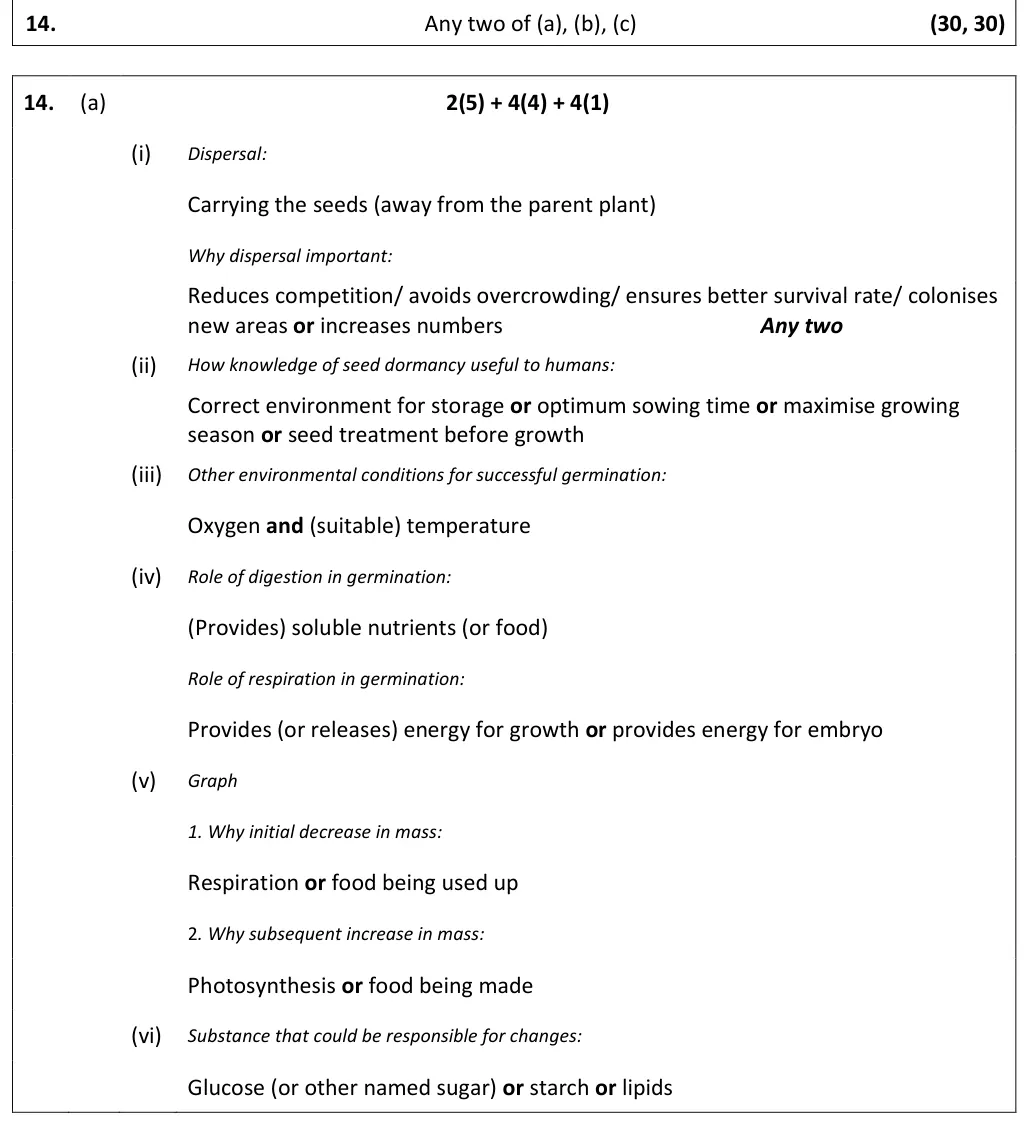 14. Any two of (a), (b), (c) (30, 30)
14. (a) 2(5) + 4(4) + 4(1)
(i) Dispersal:
Carrying the seeds (away from the parent plant)
Why dispersal important:
Reduces competition/ avoids overcrowding/ ensures better survival rate/ colonises
new areas or increases numbers Any two
(ii) How knowledge of seed dormancy useful to humans:
Correct environment for storage or optimum sowing time or maximise growing
season or seed treatment before growth
(iii) Other environmental conditions for successful germination:
Oxygen and (suitable) temperature
(iv) Role of digestion in germination:
(Provides) soluble nutrients (or food)
Role of respiration in germination:
Provides (or releases) energy for growth or provides energy for embryo
(v) Graph
1. Why initial decrease in mass:
Respiration or food being used up
2. Why subsequent increase in mass:
Photosynthesis or food being made
(vi) Substance that could be responsible for changes:
Glucose (or other named sugar) or starch or lipids